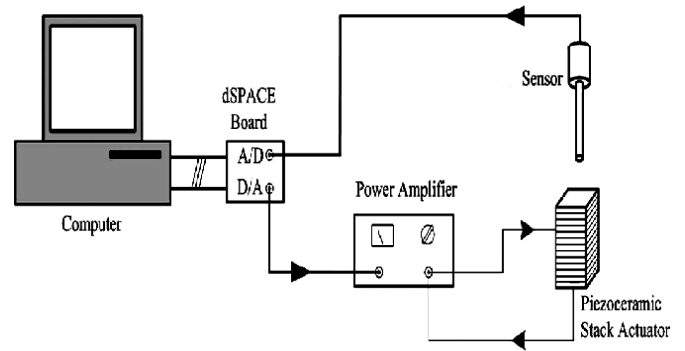 dSPACE
Board
A/D
D/A
Computer
Sensor
Power Amplifier
Piezoceramic
Stack Actuator